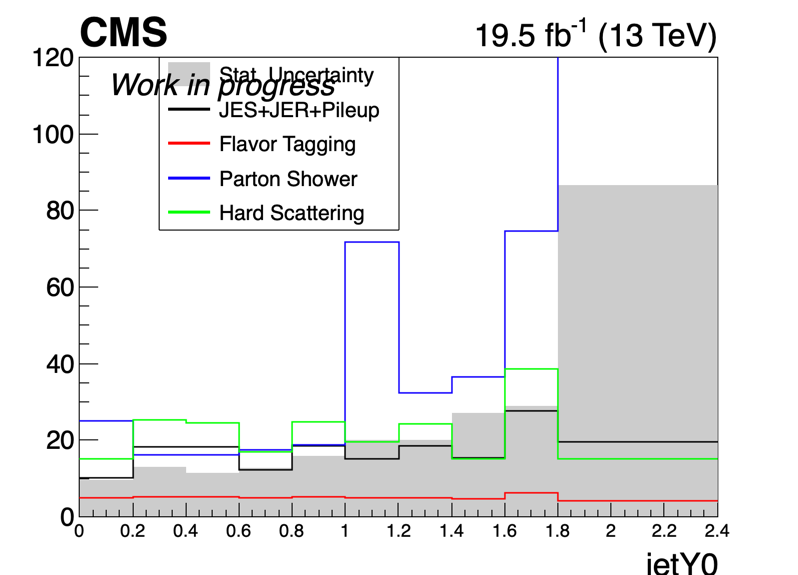 CMS
19.5 fb-1 (13 TeV)
Work in progress
Stat. Uncertainty
JES+JER+Pileup
Flavor Tagging
Parton Shower
Hard Scattering
120
100
80
60
40
20
0
0 0.2 0.4 0.6 0.8 1 1.2 1.4 1.6 1.8 2 2.2 2.4
jetY0